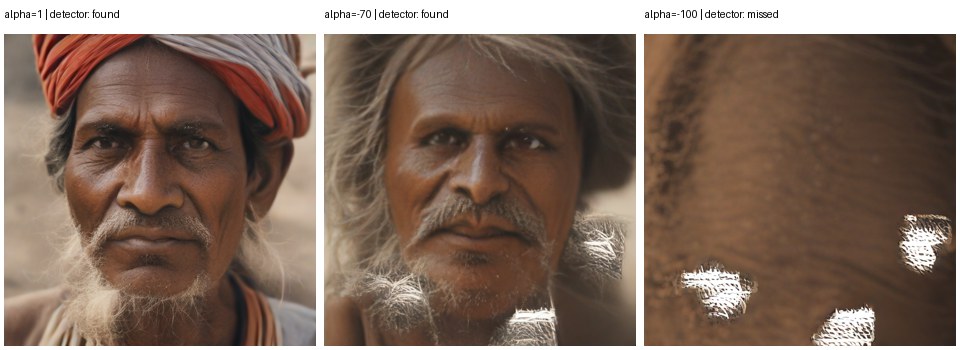 alpha=1 | detector: found
alpha=-70 | detector: found
alpha=-100 | detector: missed